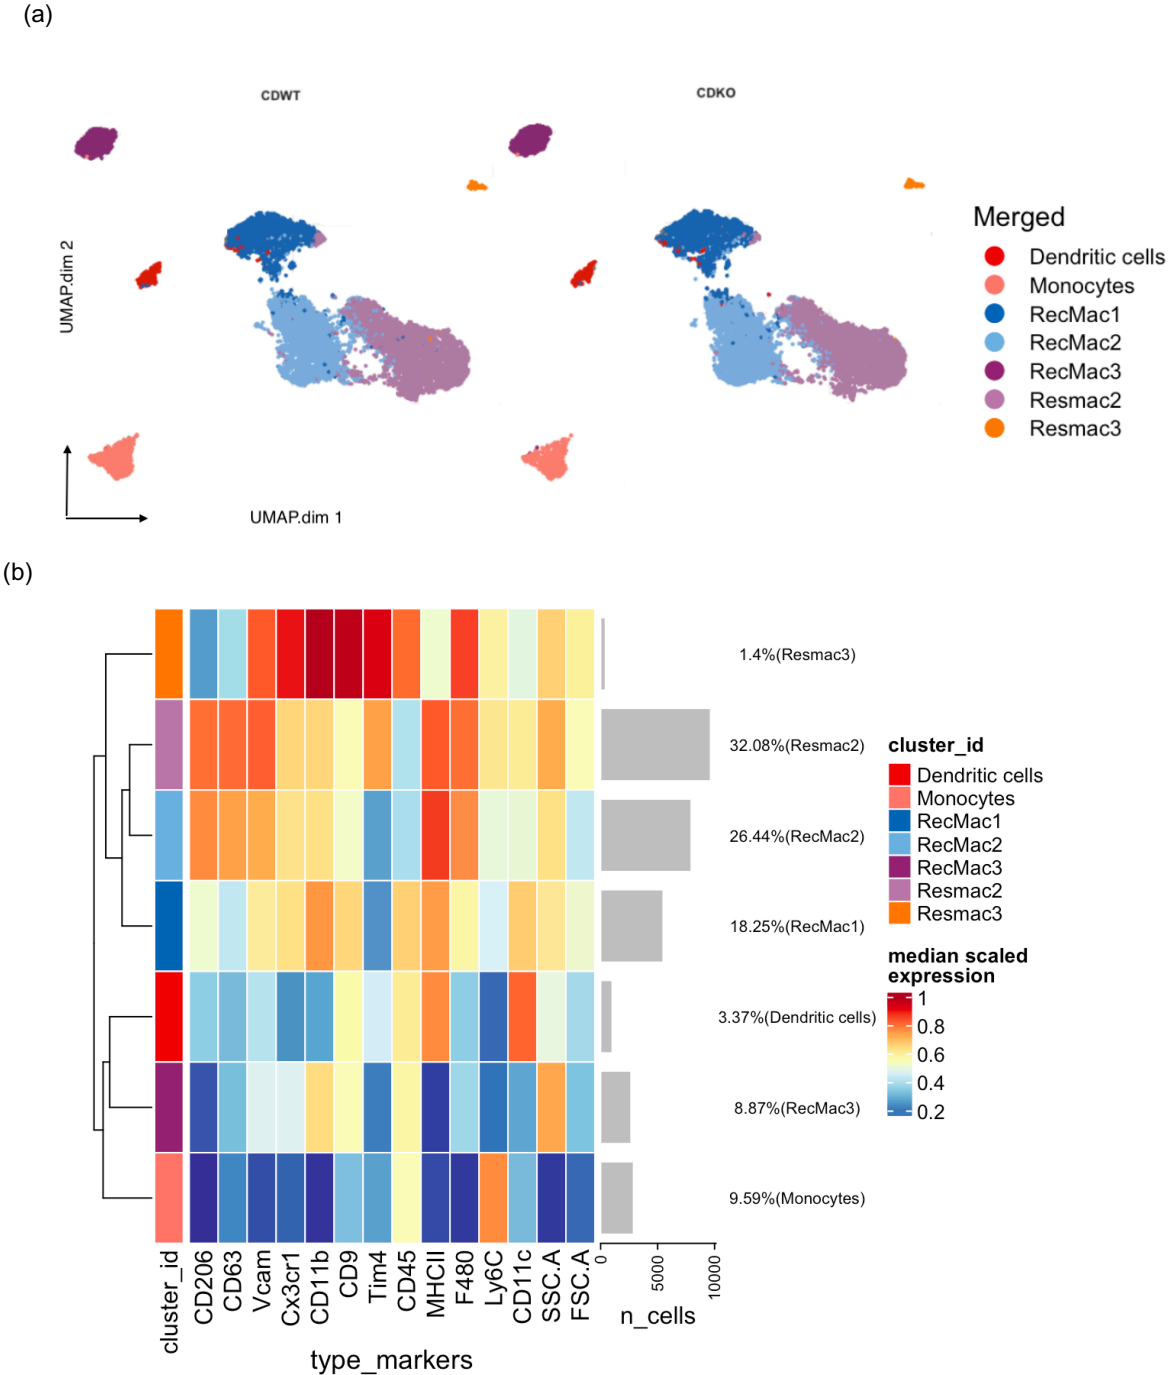 (a)
CDWT
CDKO
UMAP.dim 2
UMAP.dim 1
Merged
Dendritic cells
Monocytes
RecMac1
RecMac2
RecMac3
Resmac2
Resmac3
(b)
1.4%(Resmac3)
32.08%(Resmac2)
26.44%(RecMac2)
18.25%(RecMac1)
3.37%(Dendritic cells)
8.87%(RecMac3)
9.59%(Monocytes)
cluster_id
CD206
CD63
Vcam
Cx3cr1
CD11b
CD9
Tim4
CD45
MHCII
F480
Ly6C
CD11c
SSC.A
FSC.A
type_markers
0
5000
10000
n_cells
cluster_id
Dendritic cells
Monocytes
RecMac1
RecMac2
RecMac3
Resmac2
Resmac3
median scaled
expression
1
0.8
0.6
0.4
0.2